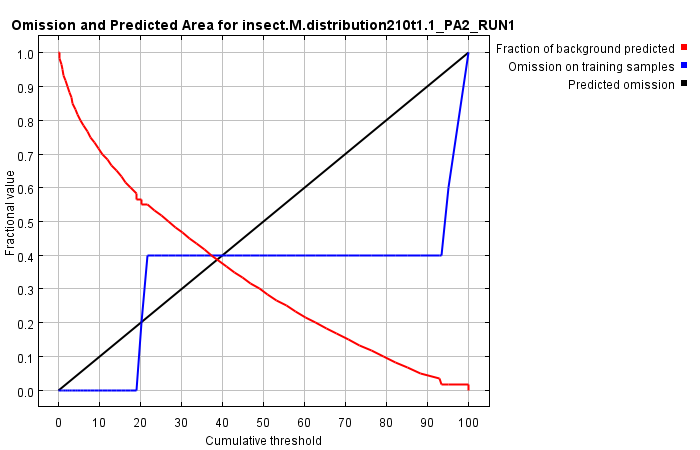 Omission and Predicted Area for insect.M.distribution210t1.1_PA2_RUN1
Fraction of background predicted
Omission on training samples
Predicted omission
Fractional value
1.0
0.9
0.8
0.7
0.6
0.5
0.4
0.3
0.2
0.1
0.0
0 10 20 30 40 50 60 70 80 90 100
Cumulative threshold